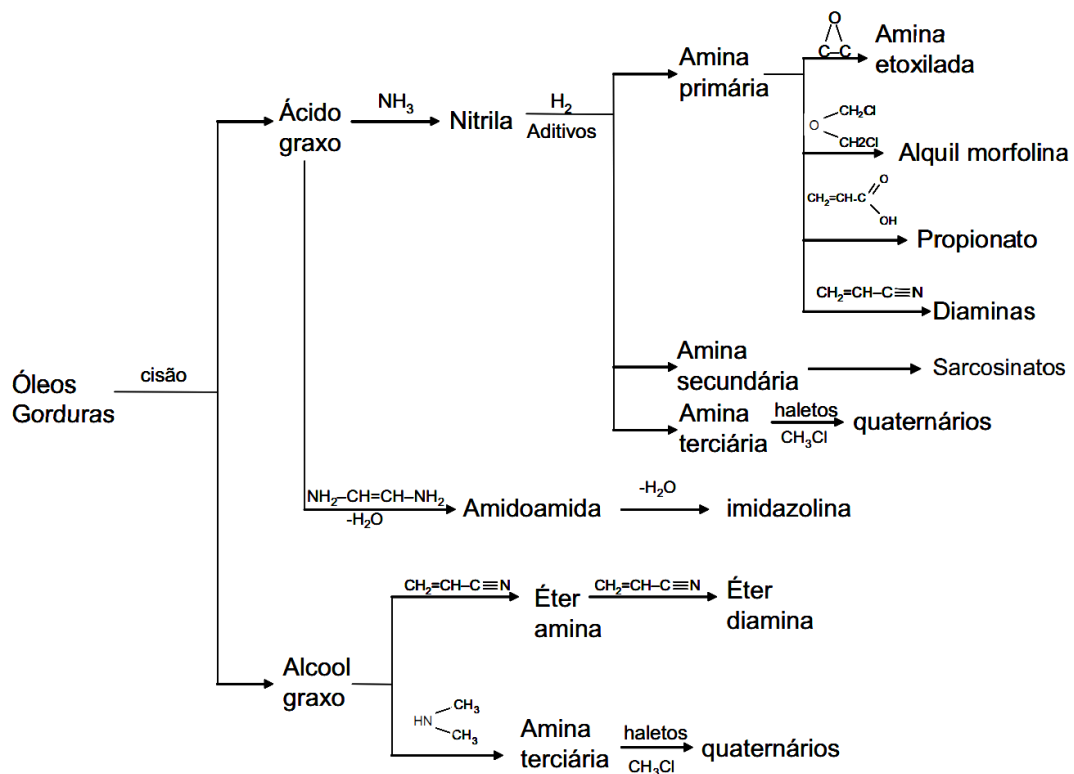 Óleos
Gorduras
cisão
Ácido
graxo
NH₃
Nitrila
H₂
Aditivos
Amina
primária
O
C–C
Amina
etoxilada
CH₂Cl
O
CH2Cl
Alquil morfolina
O
CH₂=CH-C
OH
Propionato
CH₂=CH–C≡N
Diaminas
Amina
secundária
Sarcosinatos
Amina
terciária
haletos
CH₃Cl
quaternários
NH₂–CH=CH–NH₂
-H₂O
Amidoamida
-H₂O
imidazolina
Alcool
graxo
CH₂=CH–C≡N
Éter
amina
CH₂=CH–C≡N
Éter
diamina
CH₃
HN
CH₃
Amina
terciária
haletos
CH₃Cl
quaternários